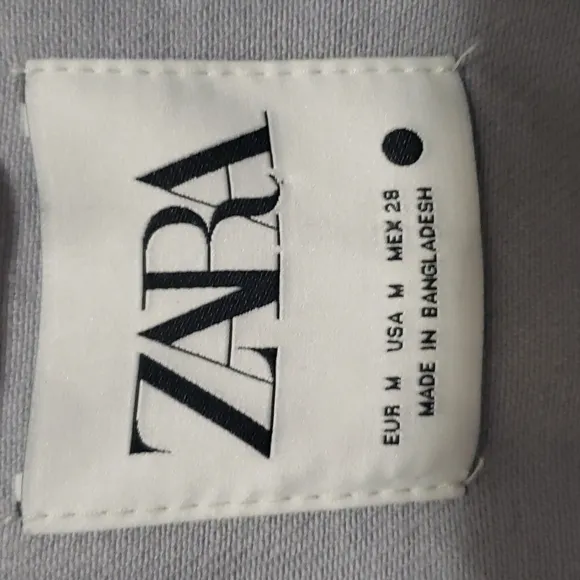 ZARA
EUR M USA M MEX 28
MADE IN BANGLADESH